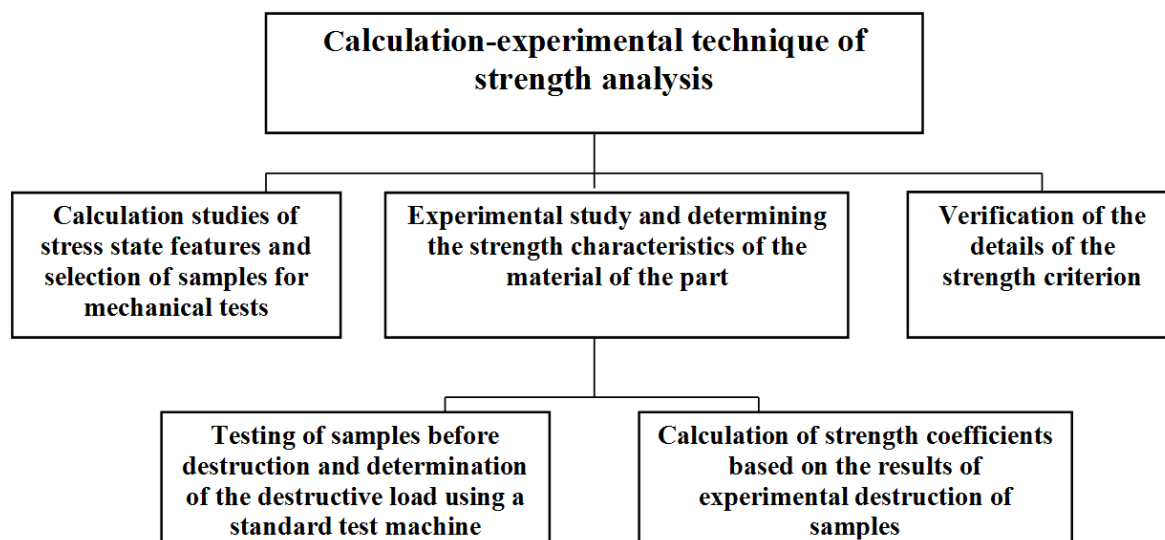 Calculation-experimental technique of
strength analysis
Calculation studies of
stress state features and
selection of samples for
mechanical tests
Experimental study and determining
the strength characteristics of the
material of the part
Verification of the
details of the
strength criterion
Testing of samples before
destruction and determination
of the destructive load using a
standard test machine
Calculation of strength coefficients
based on the results of
experimental destruction of
samples